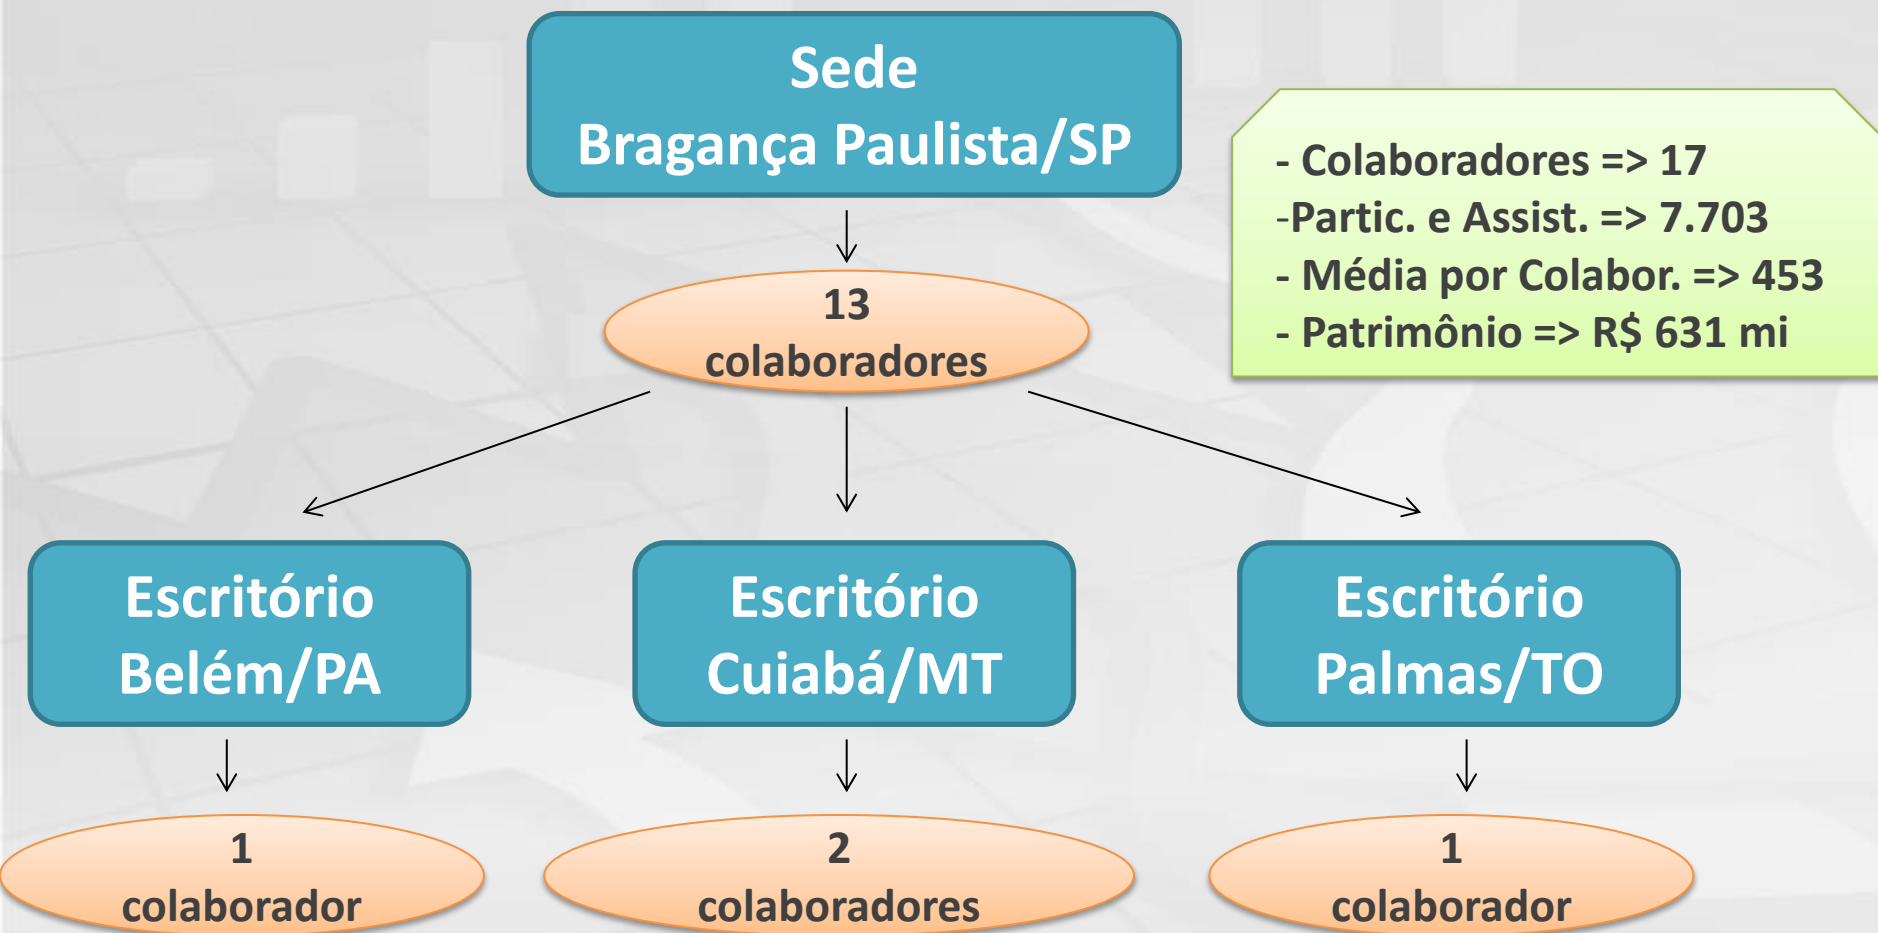 Sede
Bragança Paulista/SP
- Colaboradores => 17
-Partic. e Assist. => 7.703
- Média por Colabor. => 453
- Patrimônio => R$ 631 mi
13
colaboradores
Escritório
Belém/PA
Escritório
Cuiabá/MT
Escritório
Palmas/TO
1
colaborador
2
colaboradores
1
colaborador